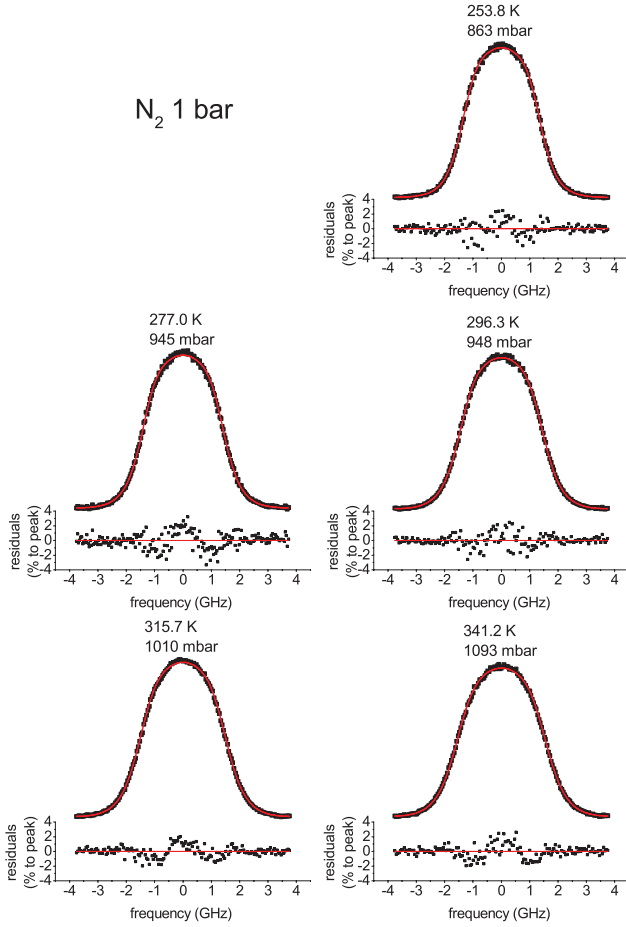 253.8 K
863 mbar
N2 1 bar
residuals
(% to peak)
4
2
0
-2
-4
-4 -3 -2 -1 0 1 2 3 4
frequency (GHz)
277.0 K
945 mbar
residuals
(% to peak)
4
2
0
-2
-4
-4 -3 -2 -1 0 1 2 3 4
frequency (GHz)
296.3 K
948 mbar
residuals
(% to peak)
4
2
0
-2
-4
-4 -3 -2 -1 0 1 2 3 4
frequency (GHz)
315.7 K
1010 mbar
residuals
(% to peak)
4
2
0
-2
-4
-4 -3 -2 -1 0 1 2 3 4
frequency (GHz)
341.2 K
1093 mbar
residuals
(% to peak)
4
2
0
-2
-4
-4 -3 -2 -1 0 1 2 3 4
frequency (GHz)